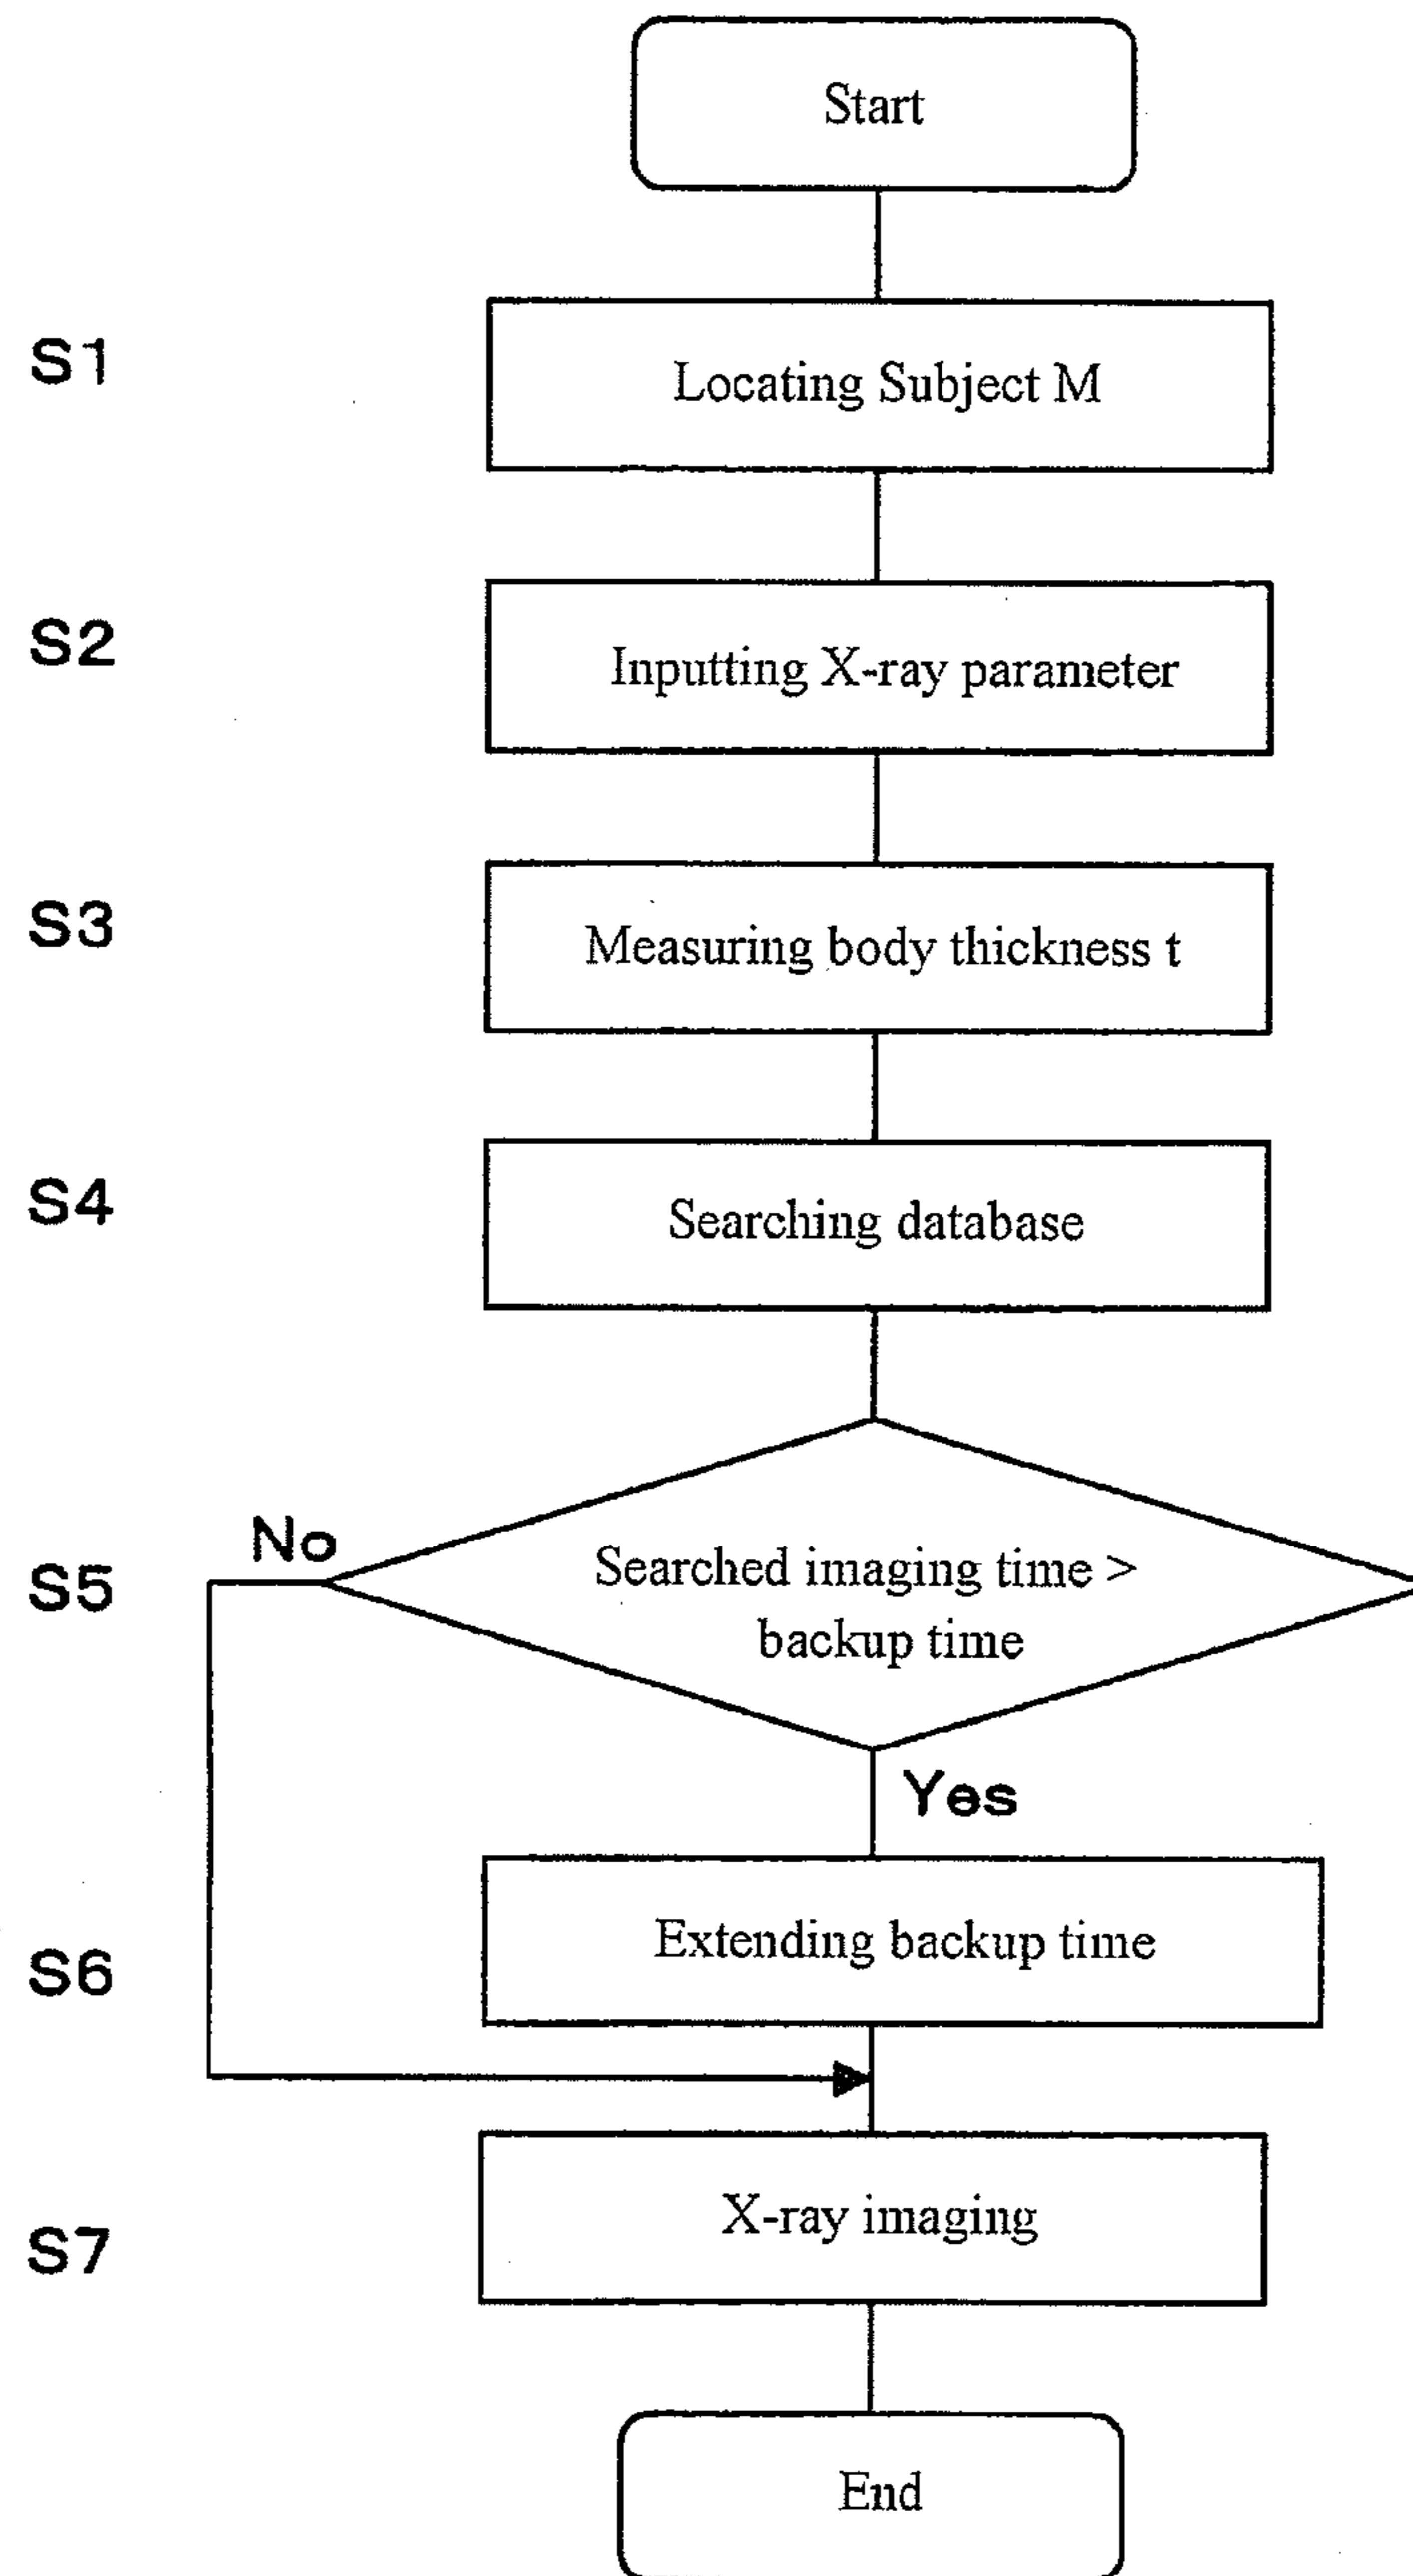 Start
S1
Locating Subject M
S2
Inputting X-ray parameter
S3
Measuring body thickness t
S4
Searching database
No
S5
Searched imaging time >
backup time
Yes
Extending backup time
S6
X-ray imaging
S7
End